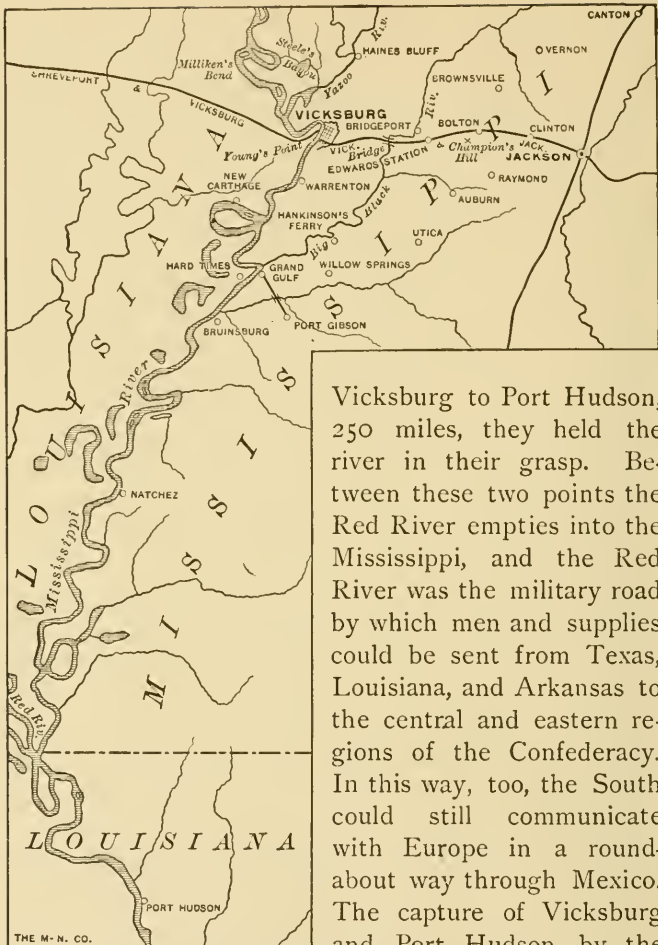 CANTON
VERNON
HAINES BLUFF
Steele's
Bayou
Yazoo
Riv.
Milliken's
Bend
BROWNSVILLE
SHREVEPORT
&
VICKSBURG
VICKSBURG
BRIDGEPORT
Riv.
BOLTON
CLINTON
Young's Point
VICK.
Bridge
EDWARDS STATION
&
Champion's
Hill
JACK.
JACKSON
NEW
CARTHAGE
WARRENTON
RAYMOND
AUBURN
HANKINSON'S
FERRY
Big
Black
UTICA
HARD TIMES
GRAND
GULF
WILLOW SPRINGS
BRUINSBURG
PORT GIBSON
River
NATCHEZ
Mississippi
LOUISIANA
MISSISSIPPI
Red Riv.
LOUISIANA
PORT HUDSON
THE M-N. CO.
Vicksburg to Port Hudson,
250 miles, they held the
river in their grasp. Be-
tween these two points the
Red River empties into the
Mississippi, and the Red
River was the military road
by which men and supplies
could be sent from Texas,
Louisiana, and Arkansas to
the central and eastern re-
gions of the Confederacy.
In this way, too, the South
could still communicate
with Europe in a round-
about way through Mexico.
The capture of Vicksburg
and Port Hudson by the